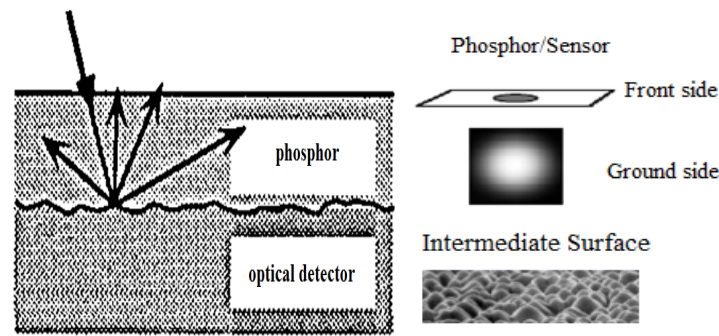 phosphor
optical detector
Phosphor/Sensor
Front side
Ground side
Intermediate Surface